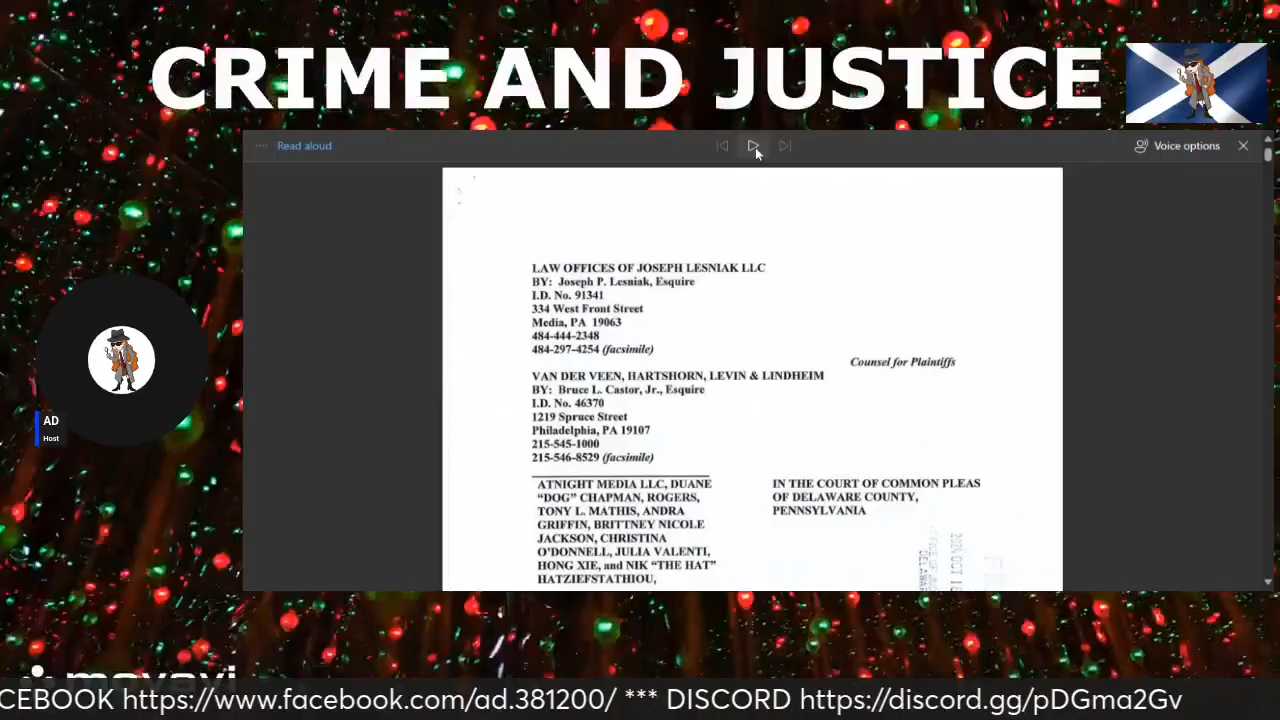 CRIME AND JUSTICE
Read aloud
Voice options
LAW OFFICES OF JOSEPH LESNIAK LLC
BY: Joseph P. Lesniak, Esquire
I.D. No. 91341
334 West Front Street
Media, PA 19063
484-444-2348
484-297-4254 (facsimile)
Counsel for Plaintiffs
VAN DER VEEN, HARTSHORN, LEVIN & LINDHEIM
BY: Bruce L. Castor, Jr., Esquire
I.D. No. 46370
1219 Spruce Street
Philadelphia, PA 19107
215-545-1000
215-546-8529 (facsimile)
ATNIGHT MEDIA LLC, DUANE
“DOG” CHAPMAN, ROGERS,
TONY L. MATHIS, ANDRA
GRIFFIN, BRITTNEY NICOLE
JACKSON, CHRISTINA
O’DONNELL, JULIA VALENTI,
HONG XIE, and NIK “THE HAT”
HATZIEFSTATHIOU,
IN THE COURT OF COMMON PLEAS
OF DELAWARE COUNTY,
PENNSYLVANIA
2024 OCT
AD
Host
CEBOOK https://www.facebook.com/ad.381200/ *** DISCORD https://discord.gg/pDGma2Gv